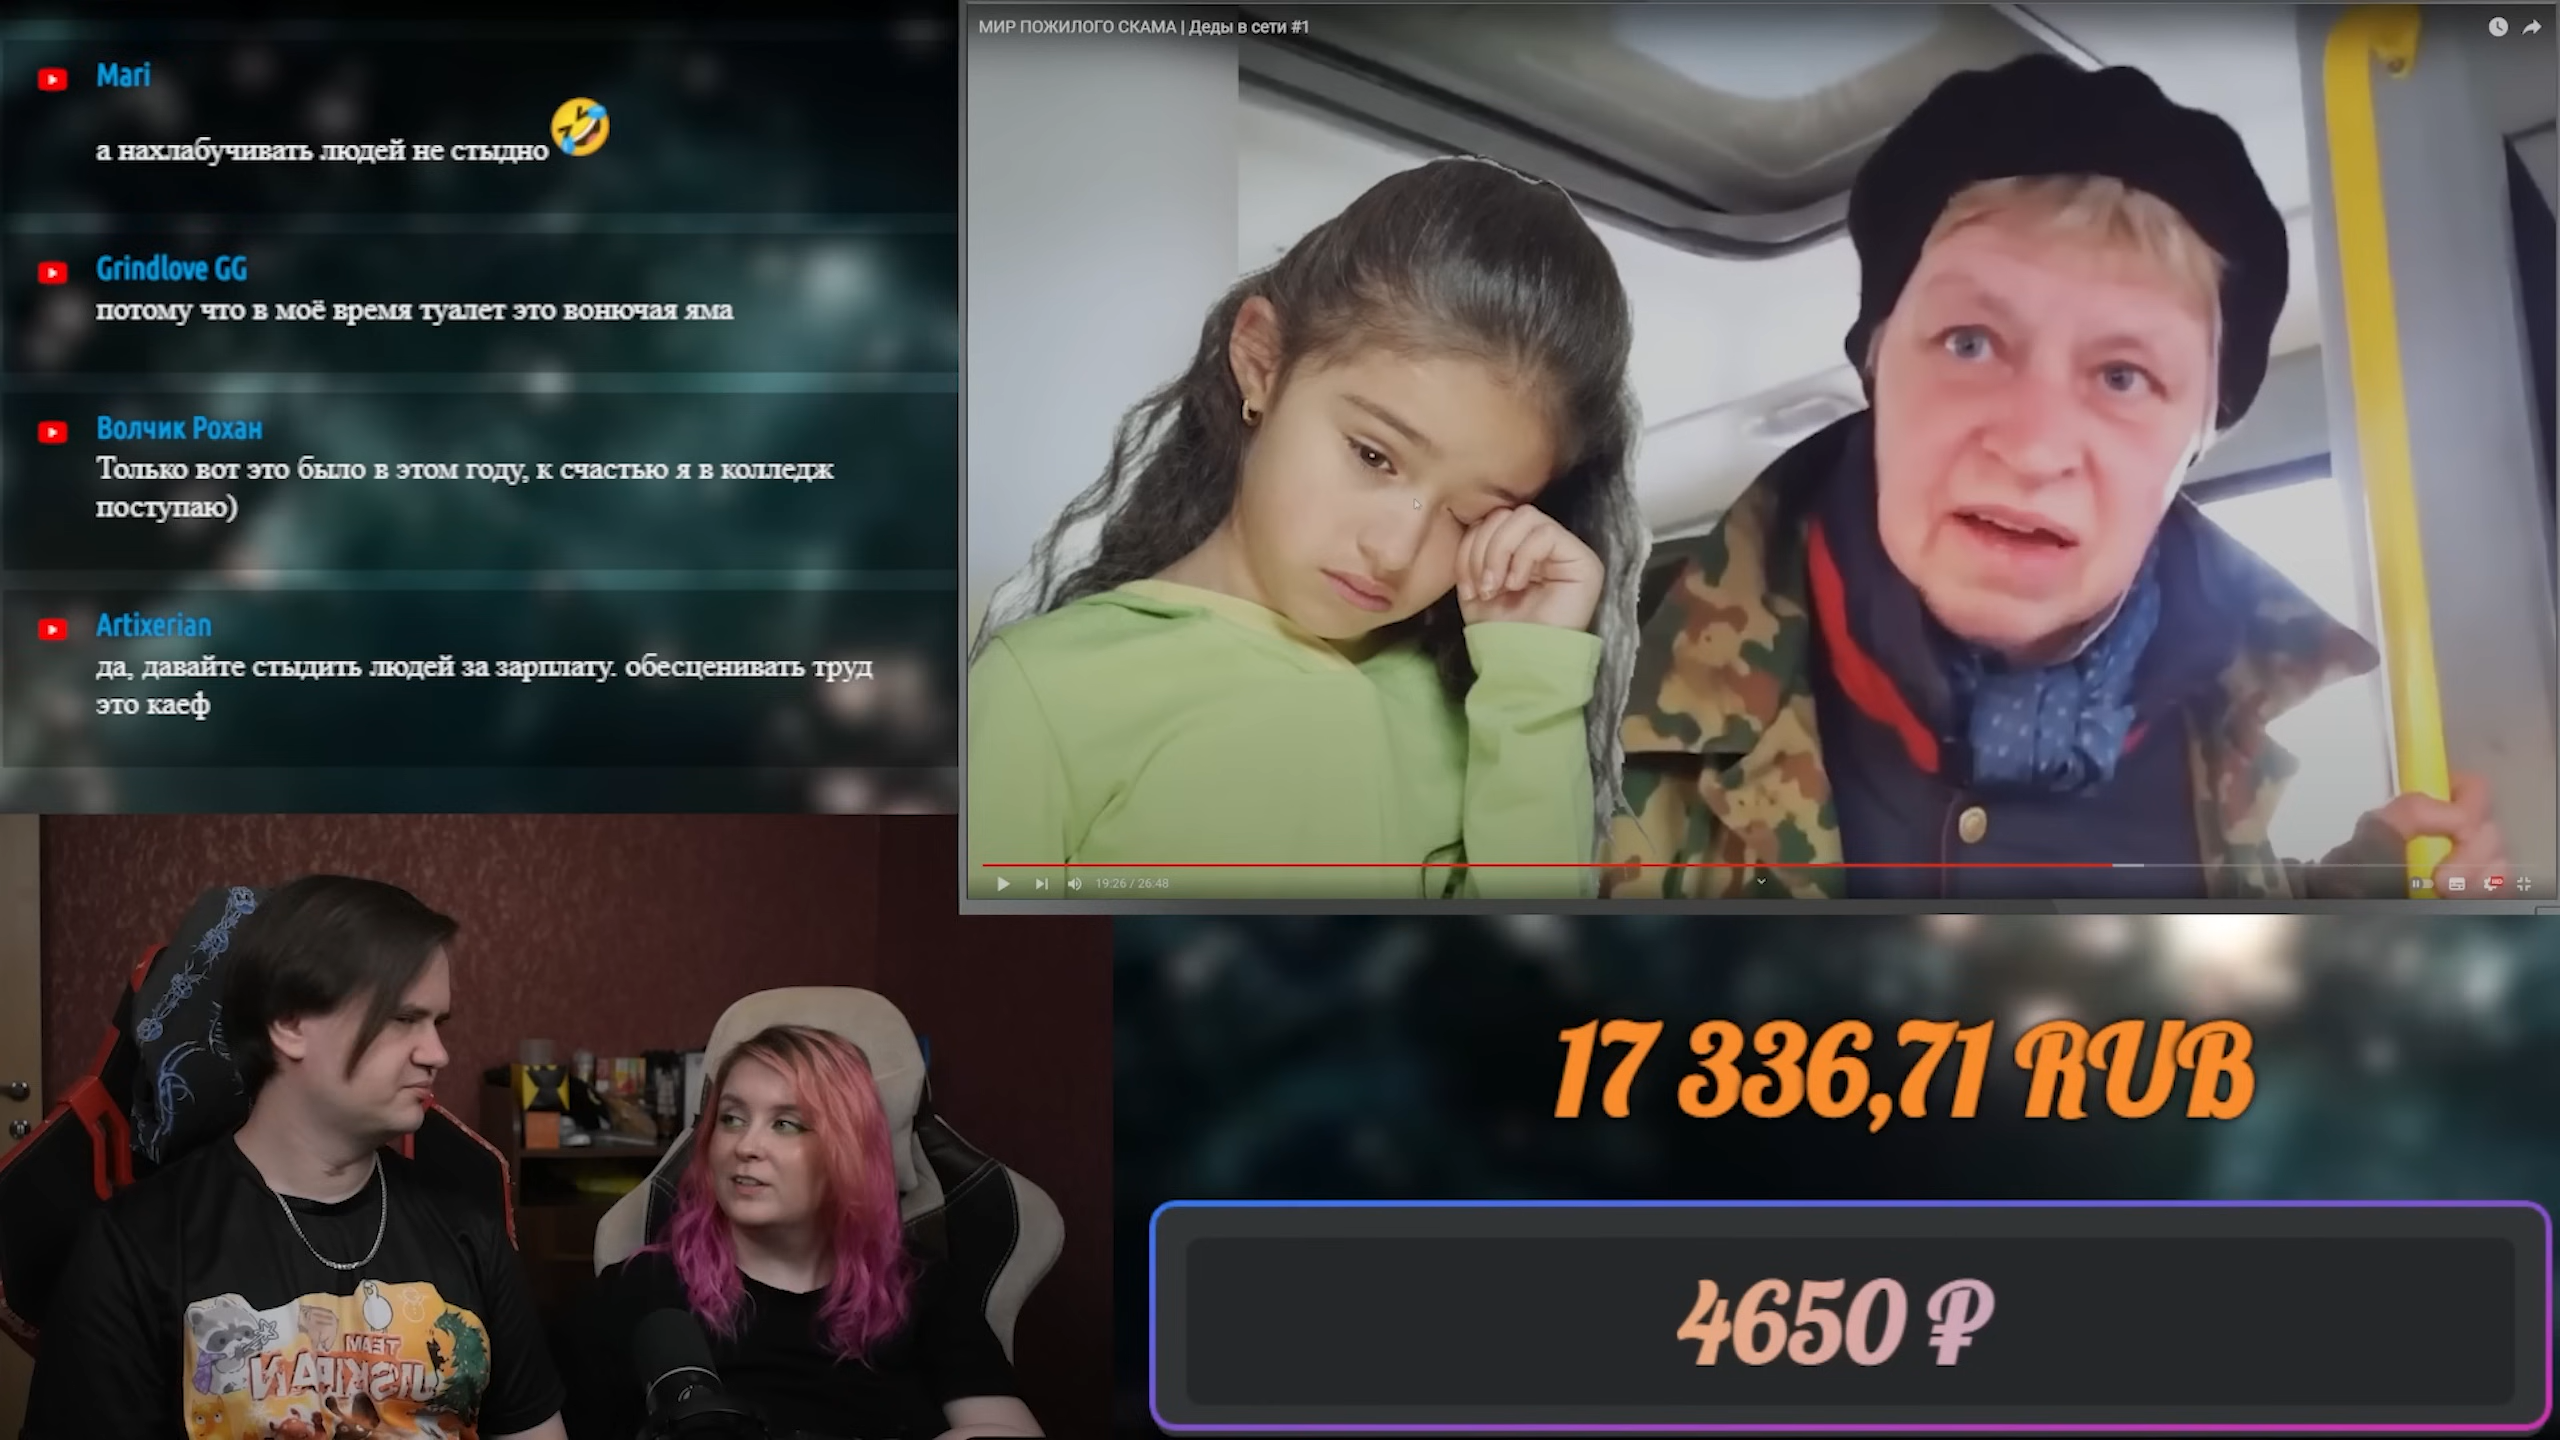 Mari
а нахлабучивать людей не стыдно
Grindlove GG
потому что в моё время туалет это вонючая яма
Волчик Рохан
Только вот это было в этом году, к счастью я в колледж
поступаю)
Artixerian
да, давайте стыдить людей за зарплату. обесценивать труд
это каеф
МИР ПОЖИЛОГО СКАМА | Деды в сети #1
19:26 / 26:48
HD
17 336,71 RUB
4650 ₽
TEAM